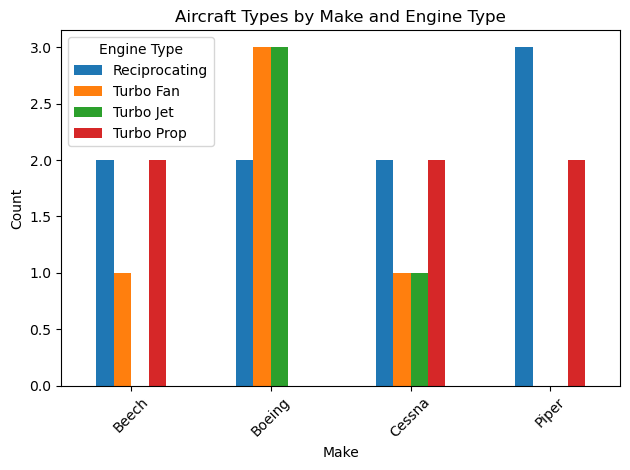 Aircraft Types by Make and Engine Type
Engine Type
Reciprocating
Turbo Fan
Turbo Jet
Turbo Prop
Count
3.0
2.5
2.0
1.5
1.0
0.5
0.0
Beech
Boeing
Cessna
Piper
Make